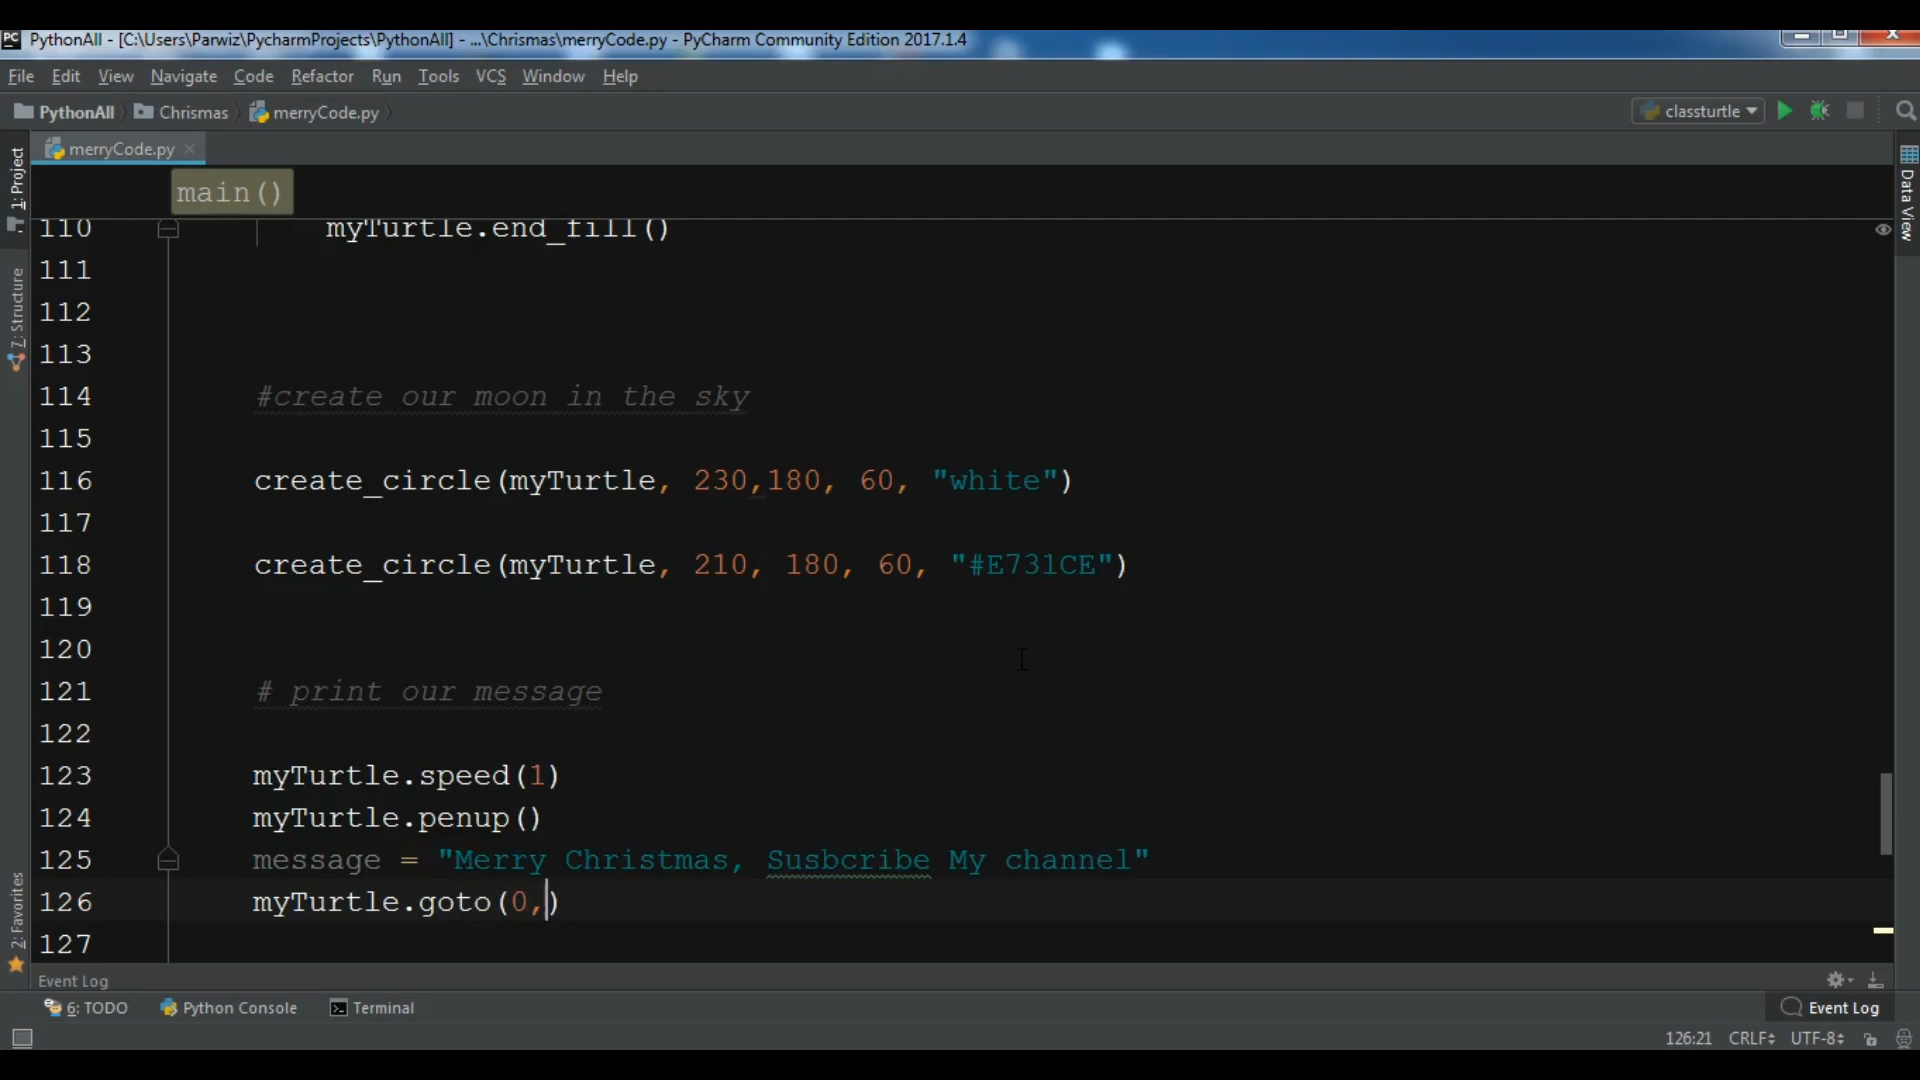 PC PythonAll - [C:\Users\Parwiz\PycharmProjects\PythonAll] - ...\Chrismas\merryCode.py - PyCharm Community Edition 2017.1.4
File Edit View Navigate Code Refactor Run Tools VCS Window Help
PythonAll Chrismas merryCode.py classturtle
merryCode.py
1: Project
7: Structure
2: Favorites
Data View
main()
110 myTurtle.end_fill()
111
112
113
114 #create our moon in the sky
115
116 create_circle(myTurtle, 230,180, 60, "white")
117
118 create_circle(myTurtle, 210, 180, 60, "#E731CE")
119
120
121 # print our message
122
123 myTurtle.speed(1)
124 myTurtle.penup()
125 message = "Merry Christmas, Susbcribe My channel"
126 myTurtle.goto(0,)
127
Event Log
6: TODO Python Console Terminal Event Log
126:21 CRLF UTF-8